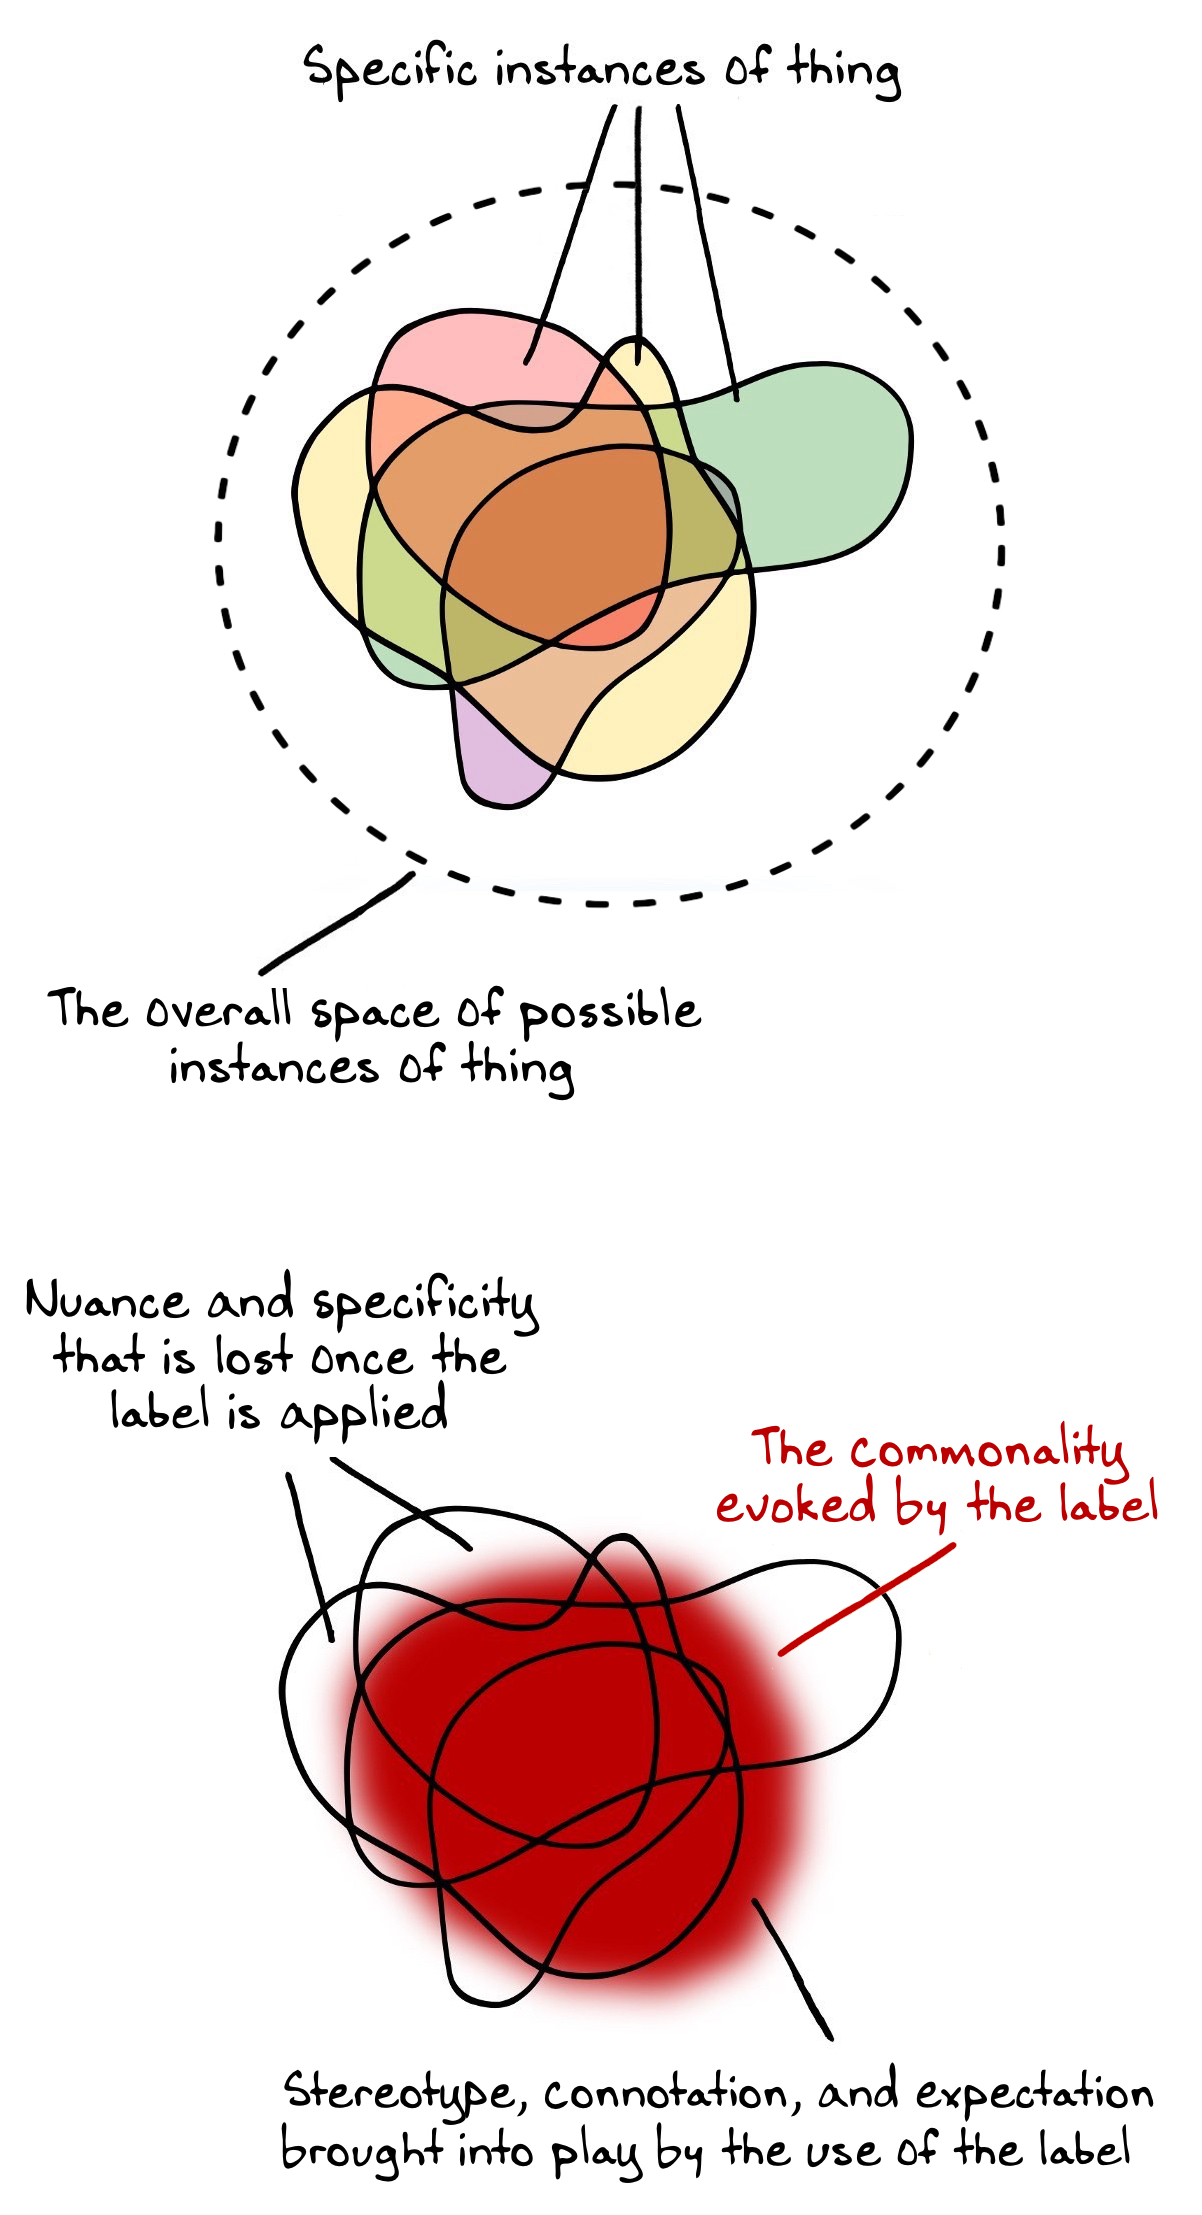 Specific instances of thing
The overall space of possible
instances of thing
Nuance and specificity
that is lost once the
label is applied
The commonality
evoked by the label
Stereotype, connotation, and expectation
brought into play by the use of the label